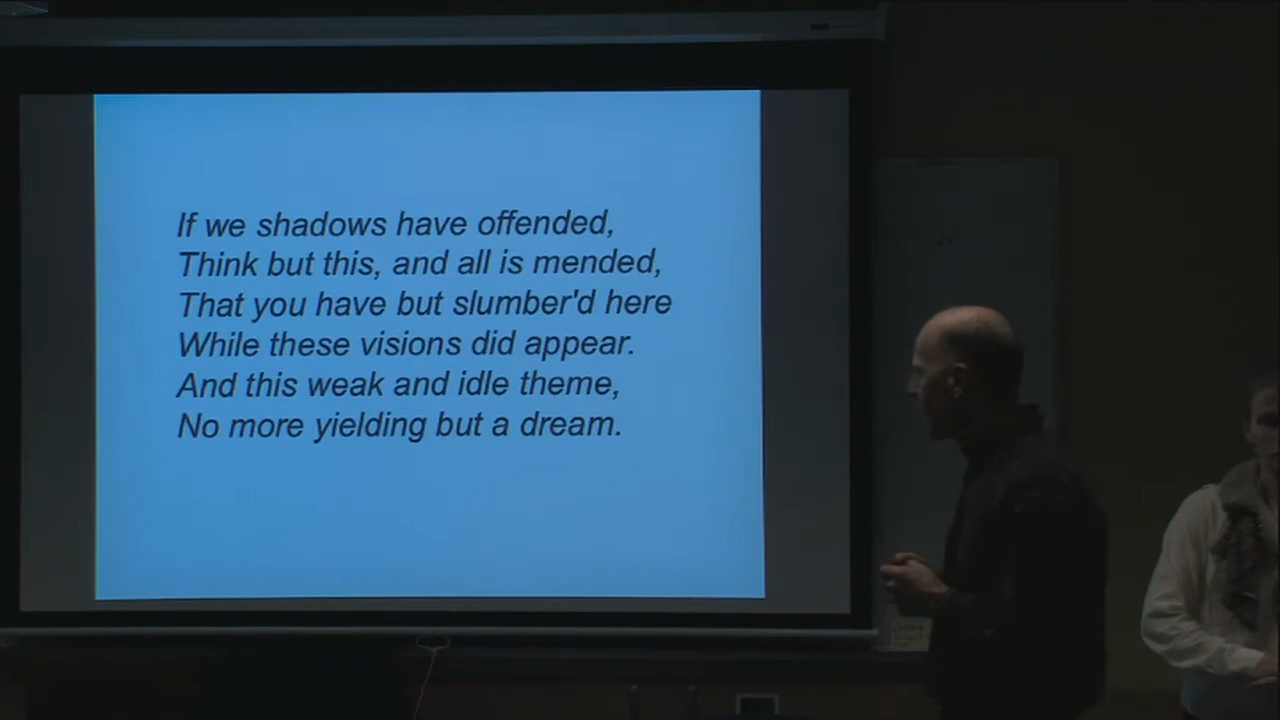 If we shadows have offended,
Think but this, and all is mended,
That you have but slumber'd here
While these visions did appear.
And this weak and idle theme,
No more yielding but a dream.